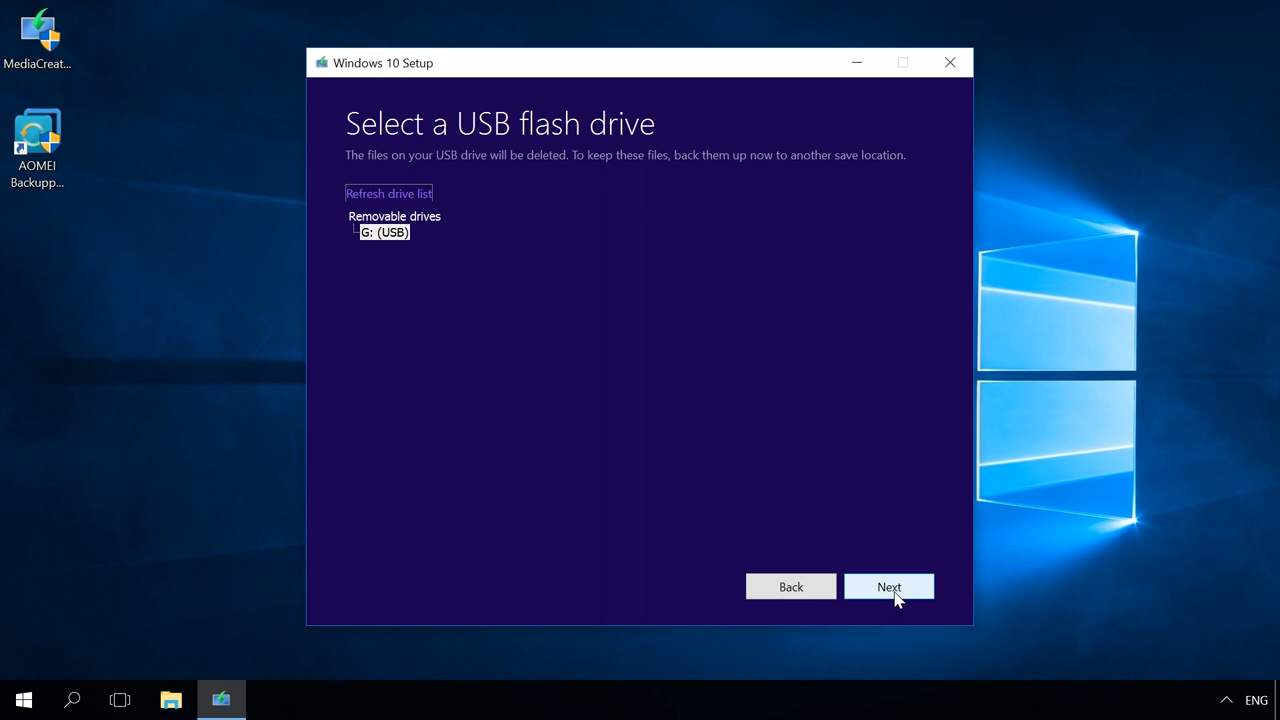 MediaCreat...
AOMEI
Backupp...
Windows 10 Setup
Select a USB flash drive
The files on your USB drive will be deleted. To keep these files, back them up now to another save location.
Refresh drive list
Removable drives
G: (USB)
Back
Next
ENG